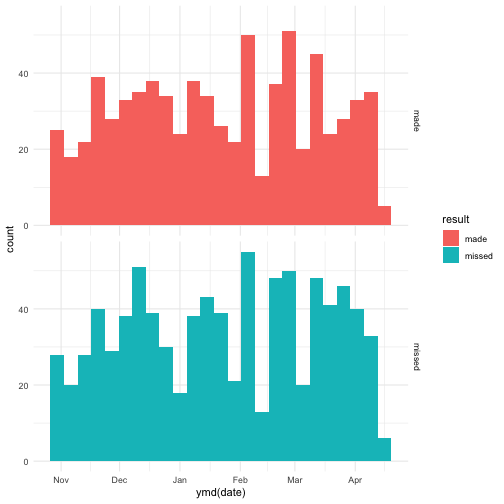 40
20
0
made
40
20
0
missed
count
Nov Dec Jan Feb Mar Apr
ymd(date)
result
made
missed